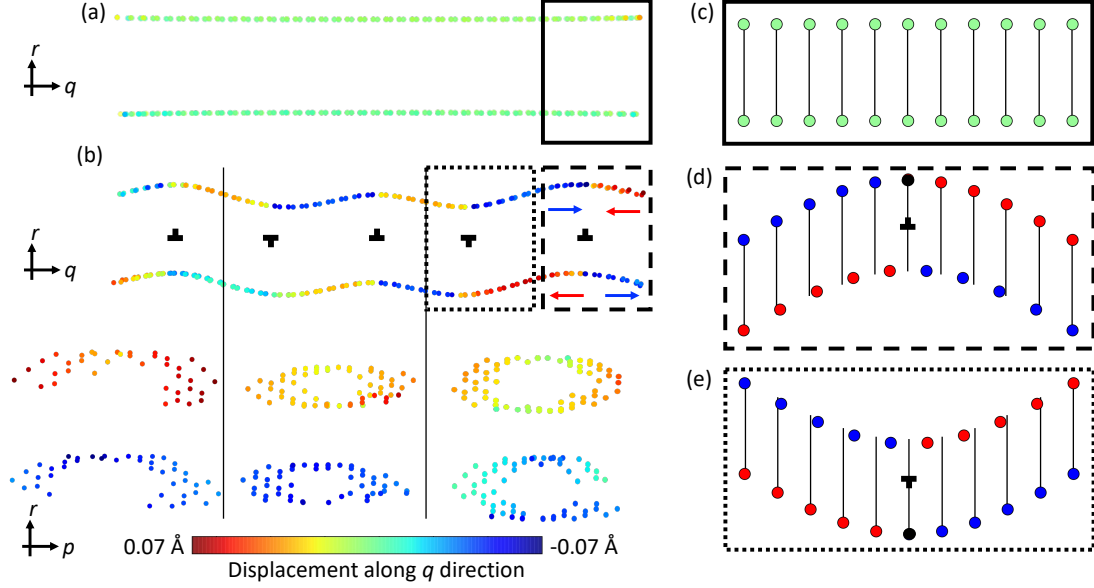 (a)
r
q
(b)
r
q
r
p
0.07 Å
-0.07 Å
Displacement along q direction
(c)
(d)
(e)